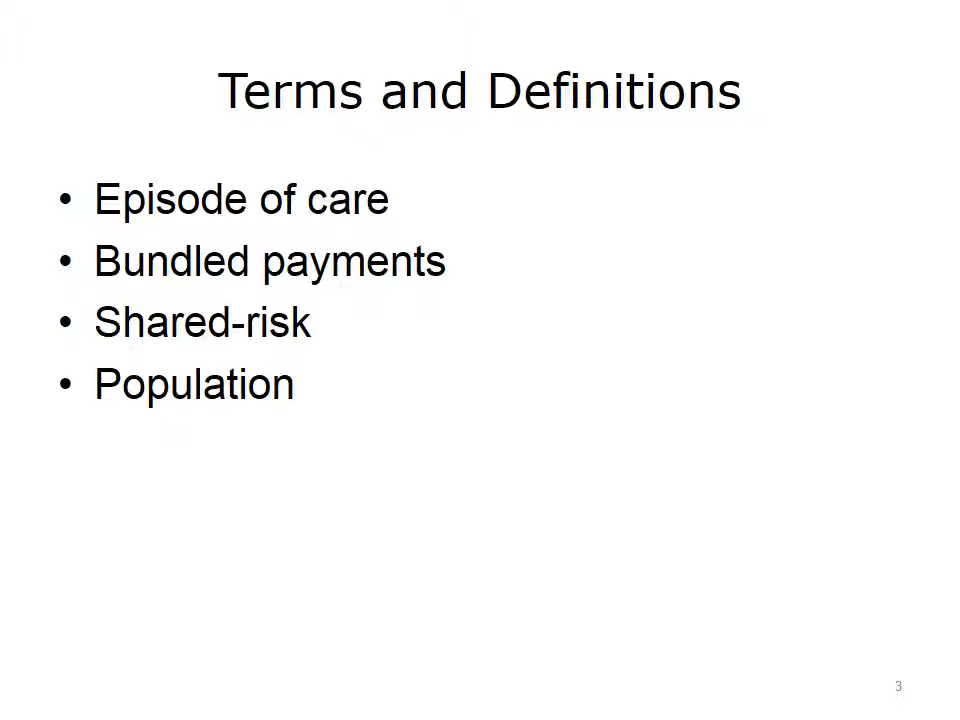 Terms and Definitions
• Episode of care
• Bundled payments
• Shared-risk
• Population
3